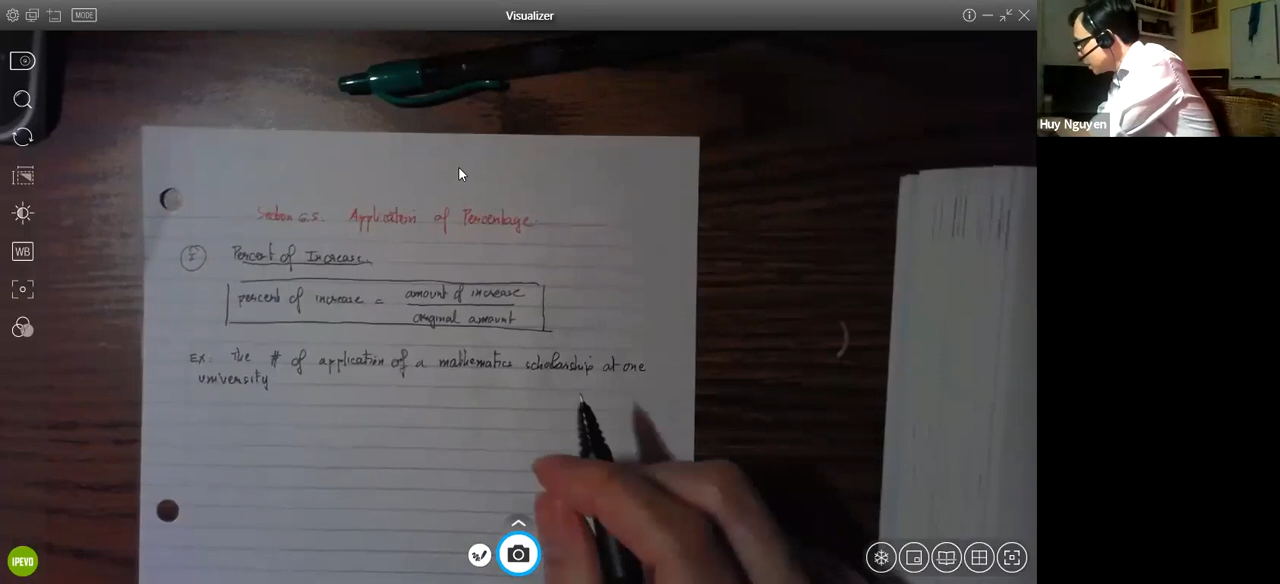 MODE
Visualizer
Huy Nguyen
Section 6.5. Application of Percentage.
WB
I Percent of Increase
percent of increase = amount of increase
original amount
Ex: The # of application of a mathematics scholarship at one
university
IPEVO